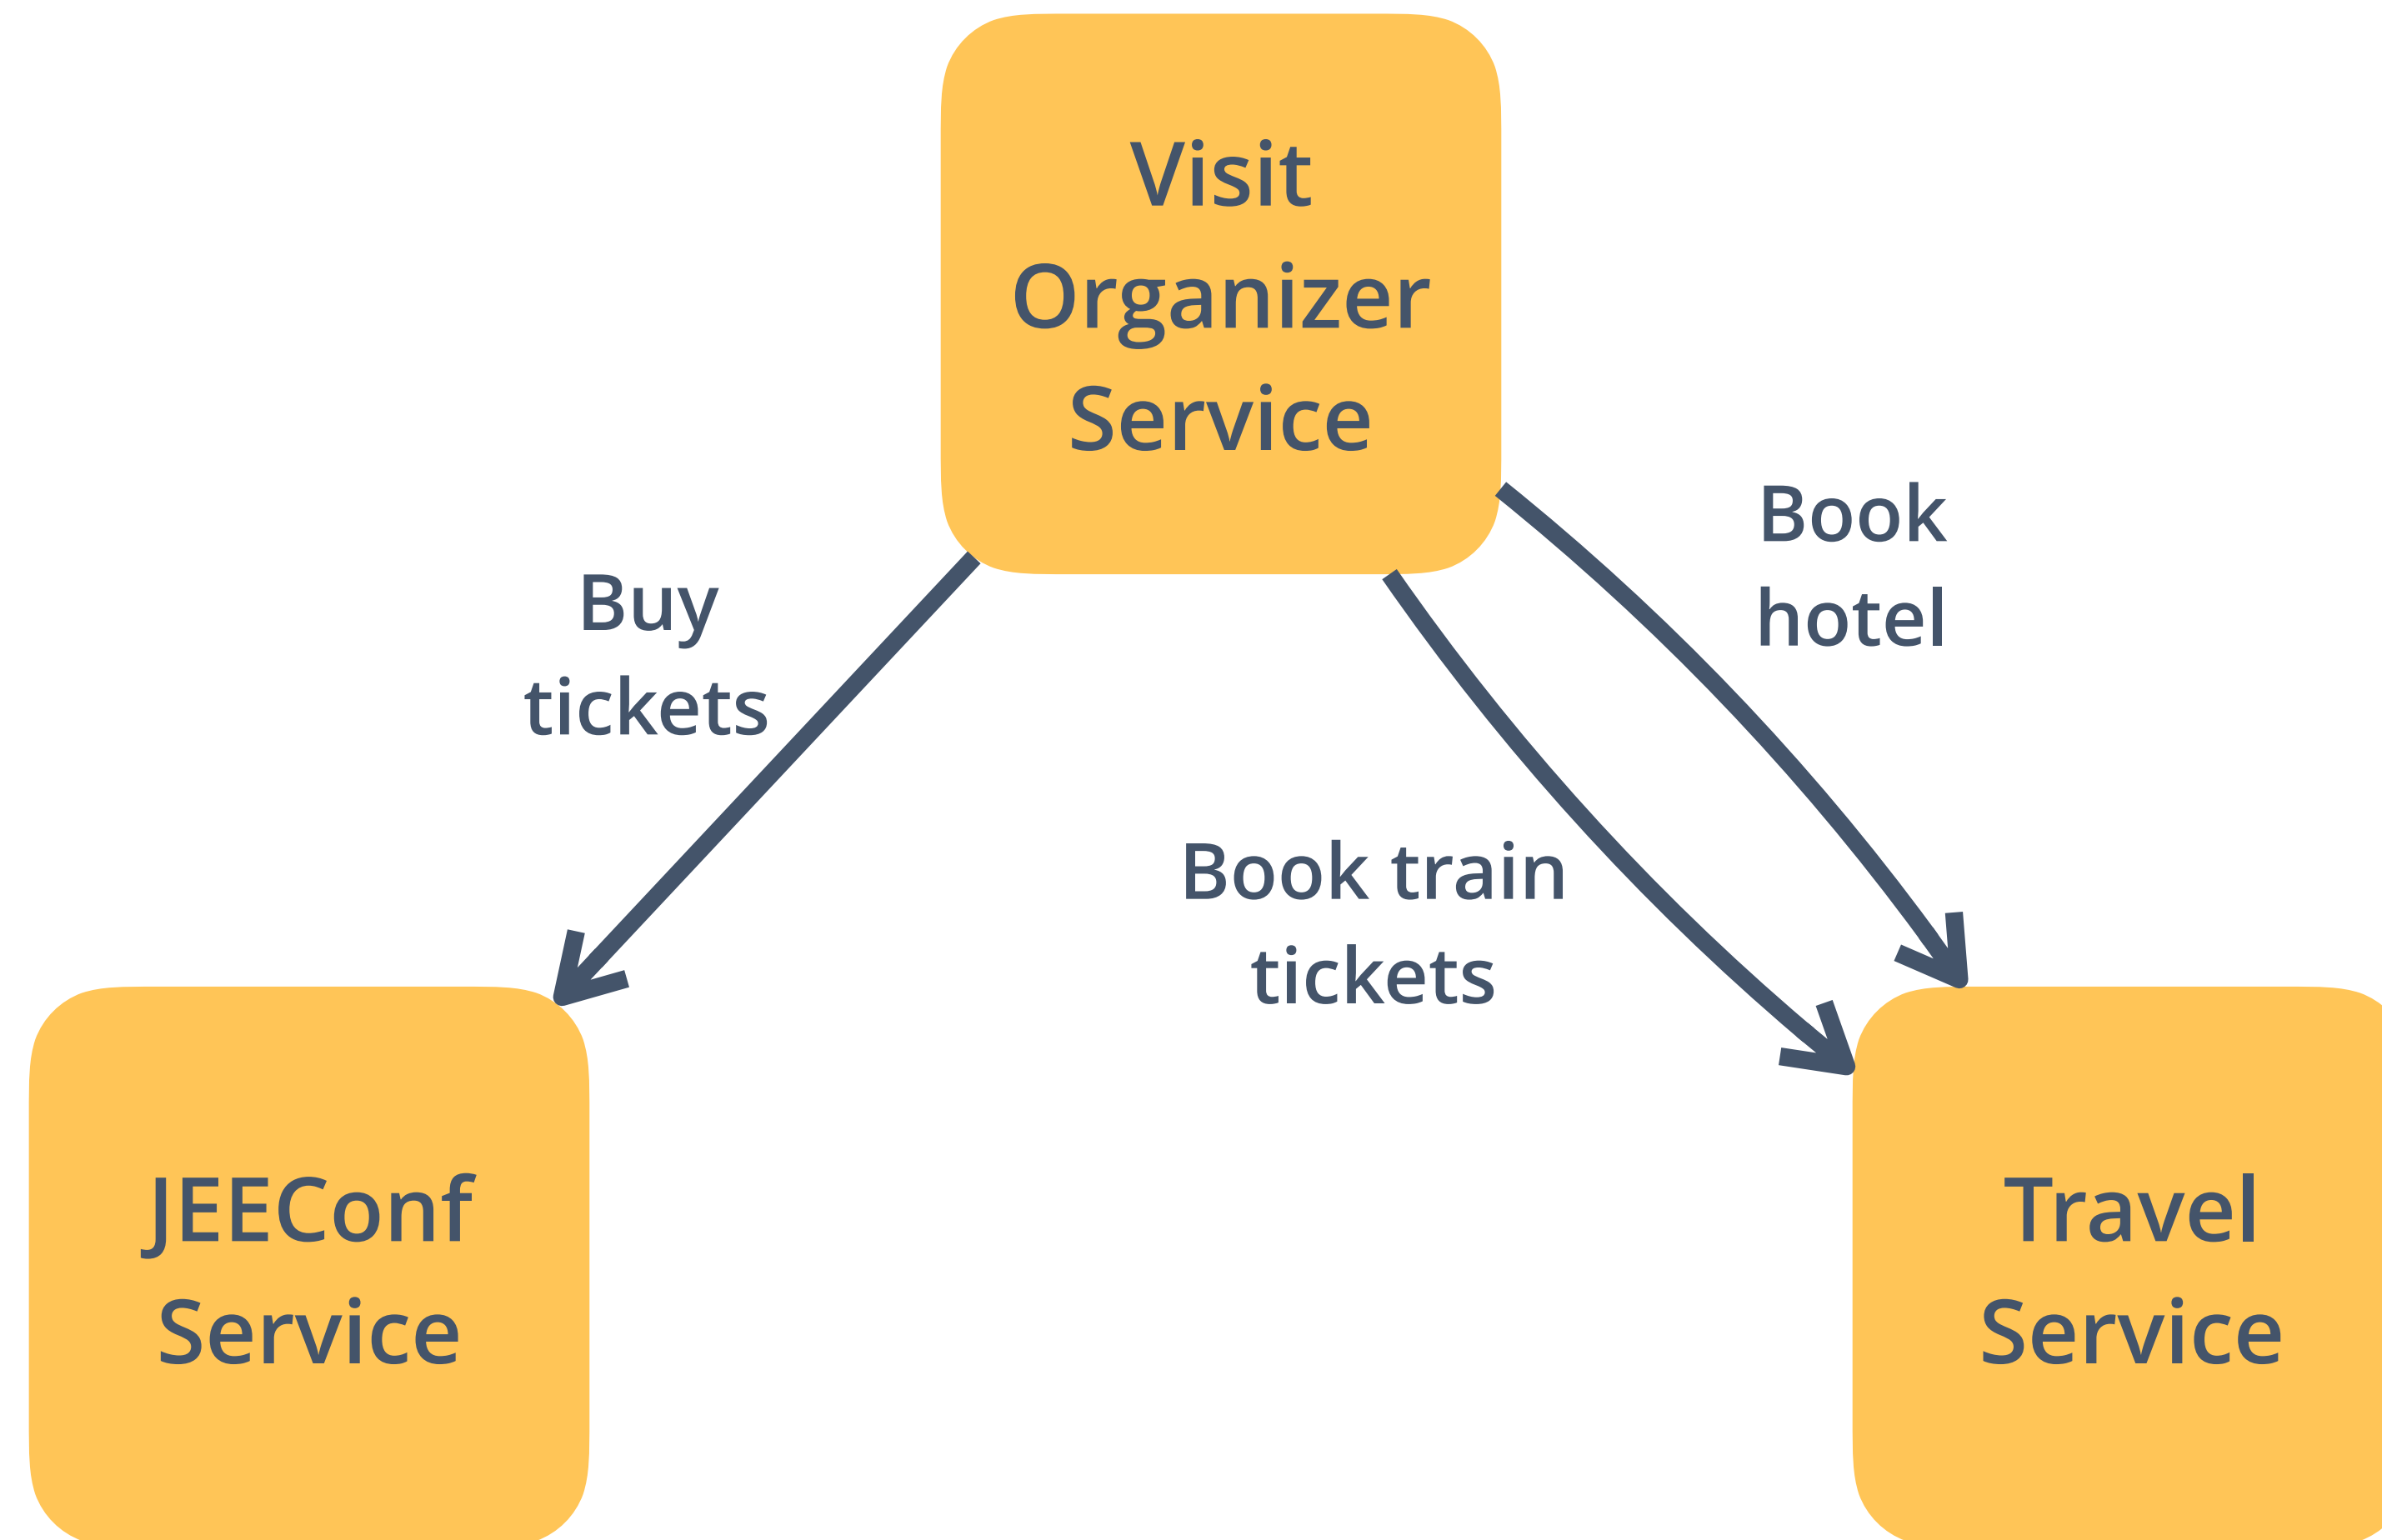 Visit
Organizer
Service
Buy
tickets
Book
hotel
Book train
tickets
JEEConf
Service
Travel
Service